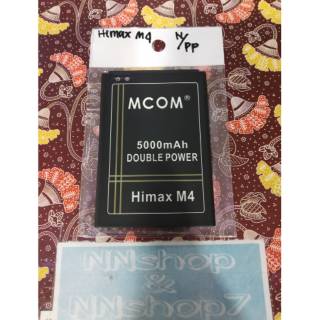 Himax M4 N/PP
MCOM®
5000mAh
DOUBLE POWER
Himax M4
NNshop
&
NNshop7